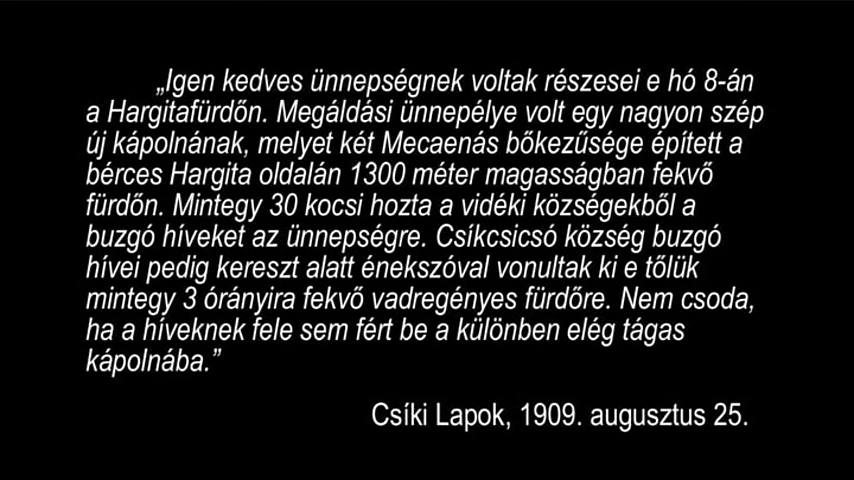 „Igen kedves ünnepségnek voltak részesei e hó 8-án
a Hargitafürdőn. Megáldási ünnepélye volt egy nagyon szép
új kápolnának, melyet két Mecaenás bőkezűsége épített a
bérces Hargita oldalán 1300 méter magasságban fekvő
fürdőn. Mintegy 30 kocsi hozta a vidéki községekből a
buzgó híveket az ünnepségre. Csíkcsicsó község buzgó
hívei pedig kereszt alatt énekszóval vonultak ki e tőlük
mintegy 3 órányira fekvő vadregényes fürdőre. Nem csoda,
ha a híveknek fele sem fért be a különben elég tágas
kápolnába.”
Csíki Lapok, 1909. augusztus 25.